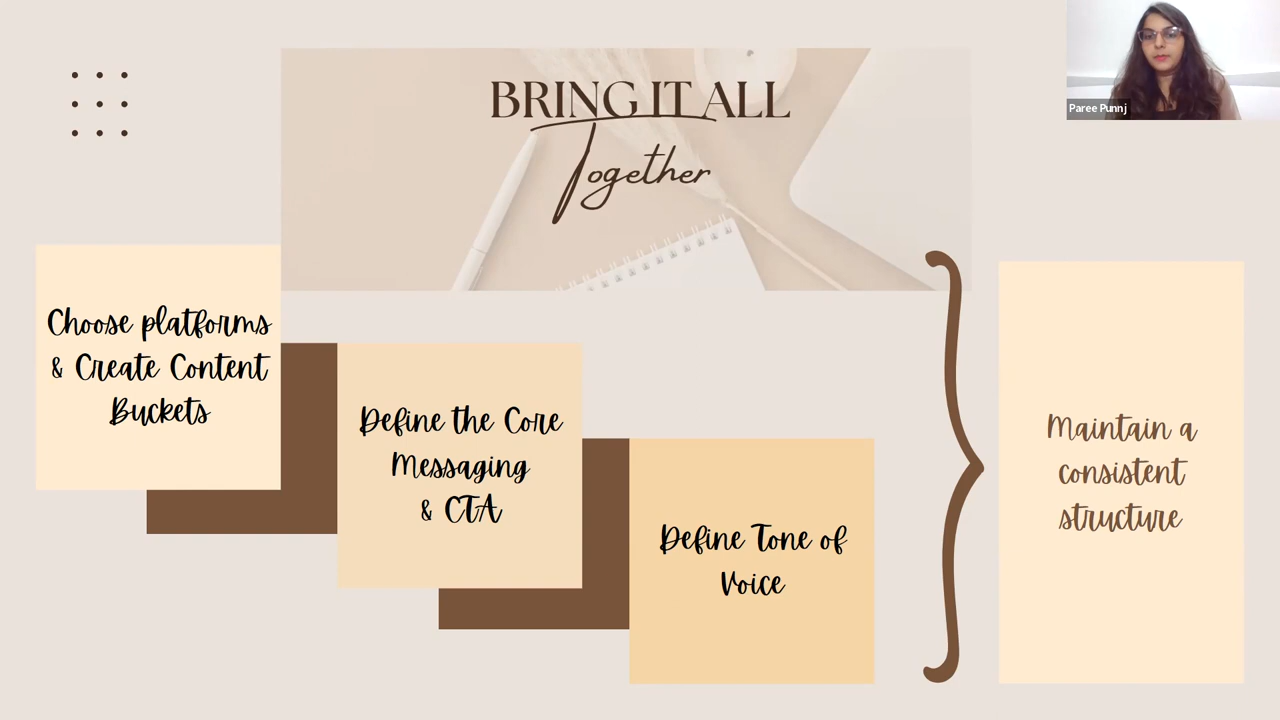 BRING IT ALL
Together
Paree Punnj
Choose platforms
& Create Content
Buckets
Define the Core
Messaging
& CTA
Define Tone of
Voice
Maintain a
consistent
structure